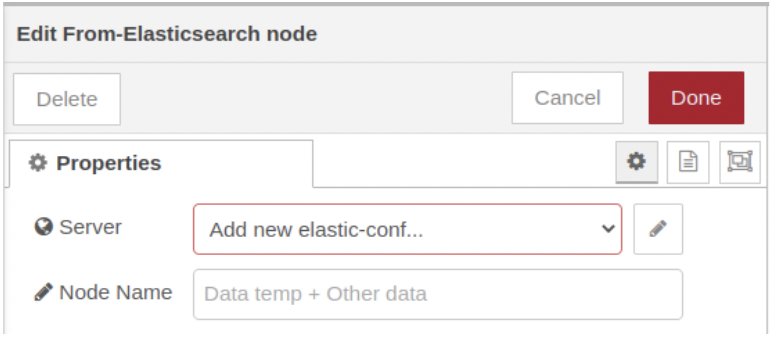 Edit From-Elasticsearch node
Delete
Cancel
Done
Properties
Server
Add new elastic-conf...
Node Name
Data temp + Other data